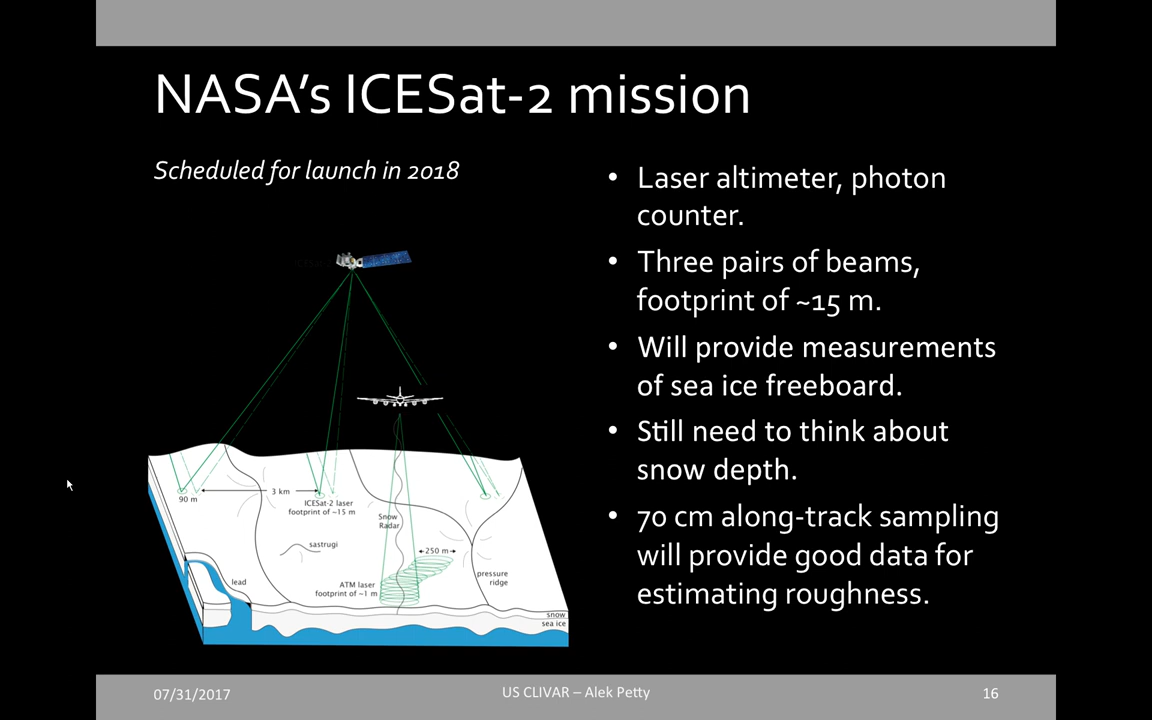 NASA's ICESat-2 mission
Scheduled for launch in 2018
• Laser altimeter, photon
counter.
• Three pairs of beams,
footprint of ~15 m.
• Will provide measurements
of sea ice freeboard.
• Still need to think about
snow depth.
• 70 cm along-track sampling
will provide good data for
estimating roughness.
90 m
3 km
ICESat-2 laser
footprint of ~15 m
Snow
Radar
sastrugi
250 m
lead
ATM laser
footprint of ~1 m
pressure
ridge
snow
sea ice
07/31/2017
US CLIVAR – Alek Petty
16